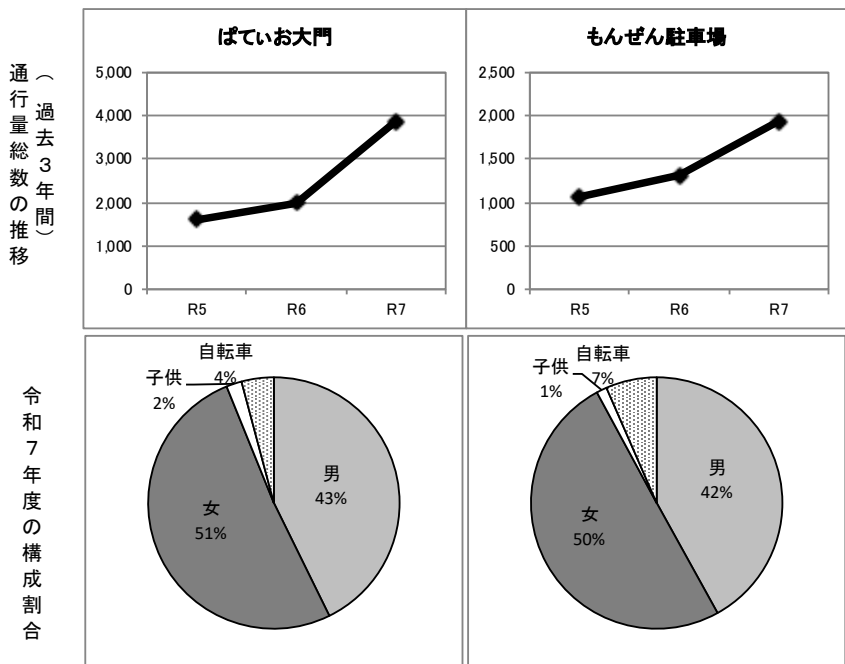 ぱてぃお大門
5,000
4,000
3,000
2,000
1,000
0
R5 R6 R7
もんぜん駐車場
2,500
2,000
1,500
1,000
500
0
R5 R6 R7
通行量総数の推移
（過去３年間）
自転車
4%
子供
2%
男
43%
女
51%
自転車
7%
子供
1%
男
42%
女
50%
令和７年度の構成割合